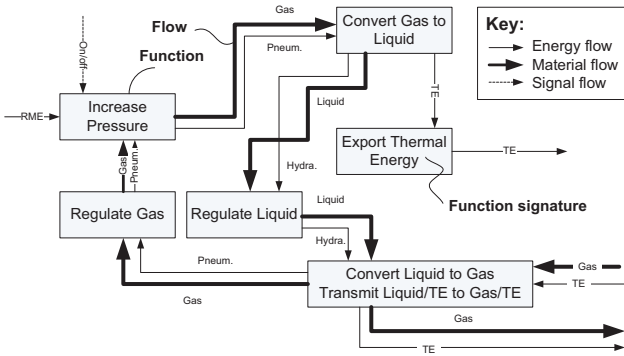 Flow
Gas
Pneum.
Convert Gas to
Liquid
Key:
Energy flow
Material flow
Signal flow
On/off
Function
RME
Increase
Pressure
TE
Liquid
Export Thermal
Energy
TE
Gas
Pneum.
Hydra.
Function signature
Regulate Gas
Regulate Liquid
Liquid
Hydra.
Pneum.
Gas
Convert Liquid to Gas
Transmit Liquid/TE to Gas/TE
Gas
TE
Gas
TE